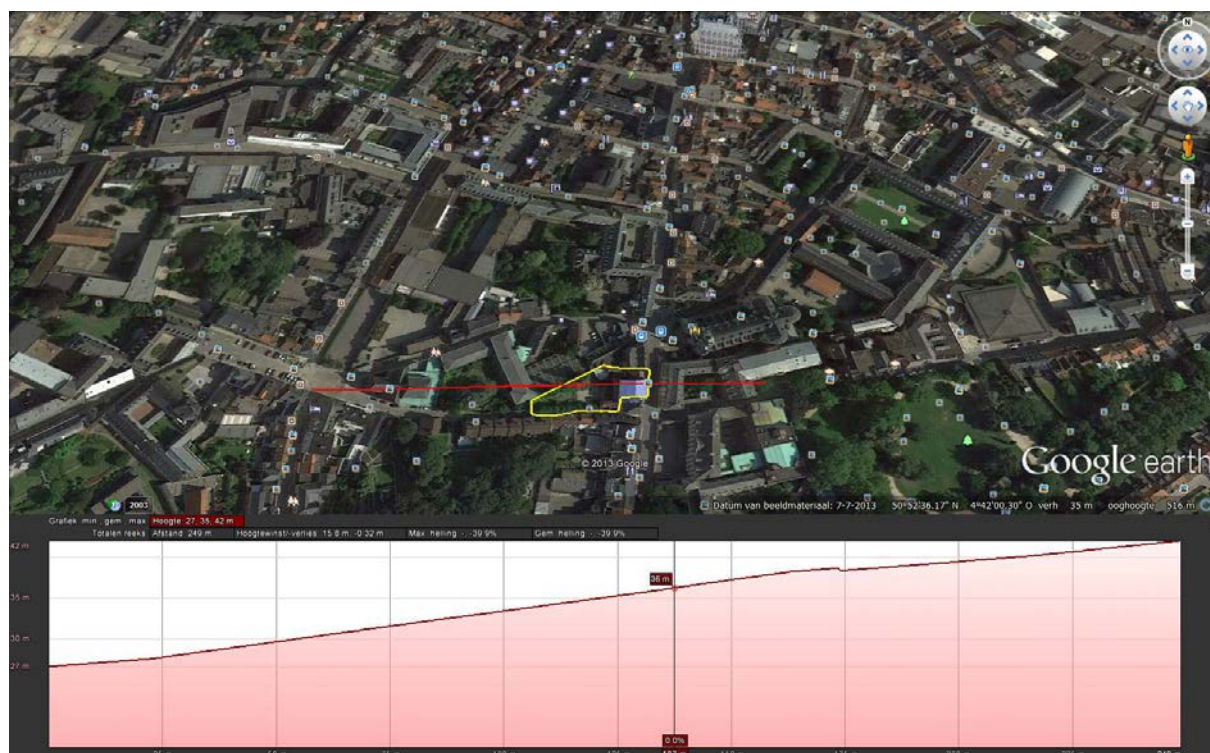 N
© 2013 Google
Google earth
2003
Datum van beeldmateriaal: 7-7-2013 50°52'36.17" N 4°42'00.30" O verh 35 m ooghoogte 516 m
Grafiek min, gem, max Hoogte 27, 35, 42 m
Totalen reeks Afstand 249 m Hoogtewinst/-verlies 15.8 m, -0.32 m Max helling -, -39.9% Gem. helling -, -39.9%
42 m
36 m
35 m
30 m
27 m
0.0%